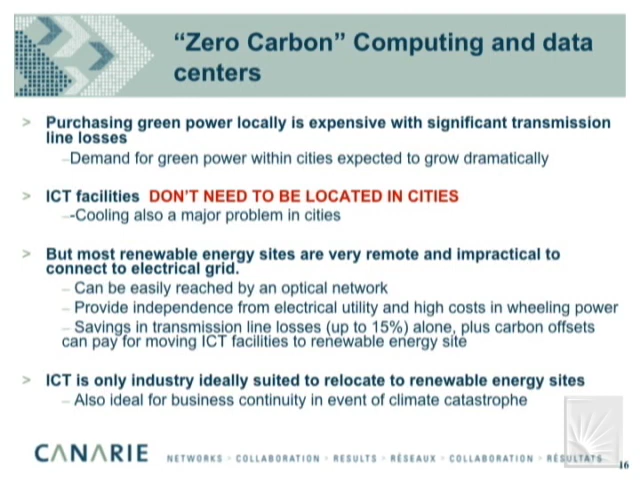 “Zero Carbon” Computing and data
centers
> Purchasing green power locally is expensive with significant transmission
line losses
–Demand for green power within cities expected to grow dramatically
> ICT facilities DON’T NEED TO BE LOCATED IN CITIES
–-Cooling also a major problem in cities
> But most renewable energy sites are very remote and impractical to
connect to electrical grid.
– Can be easily reached by an optical network
– Provide independence from electrical utility and high costs in wheeling power
– Savings in transmission line losses (up to 15%) alone, plus carbon offsets
can pay for moving ICT facilities to renewable energy site
> ICT is only industry ideally suited to relocate to renewable energy sites
– Also ideal for business continuity in event of climate catastrophe
CANARIE NETWORKS > COLLABORATION > RESULTS > RÉSEAUX > COLLABORATION > RÉSULTATS
16